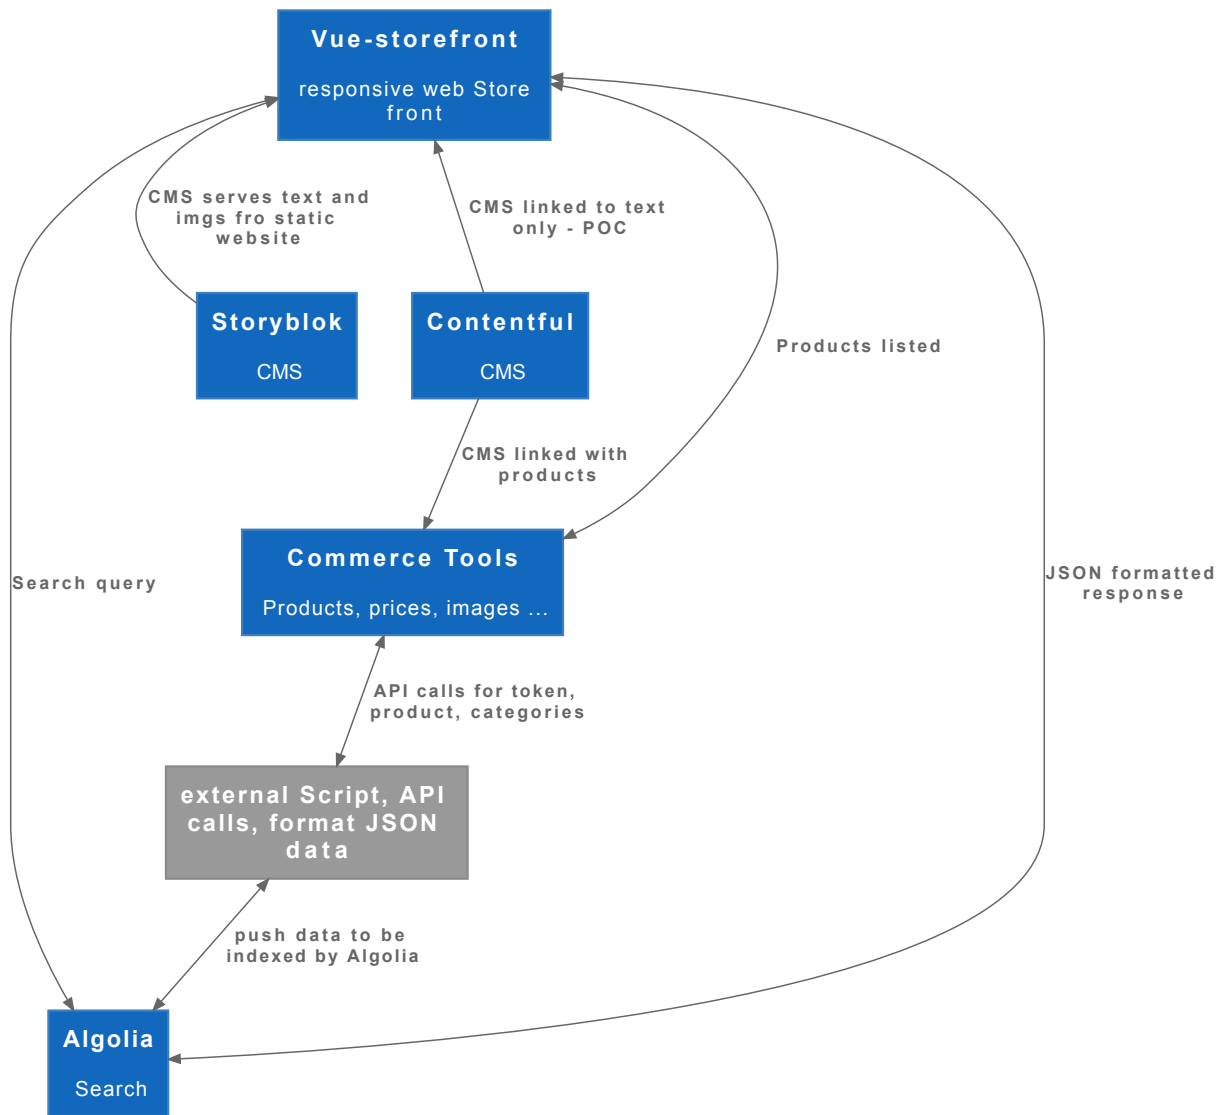 Vue-storefront
responsive web Store
front
CMS serves text and
imgs fro static
website
CMS linked to text
only - POC
Storyblok
CMS
Contentful
CMS
Products listed
CMS linked with
products
Commerce Tools
Products, prices, images ...
Search query
JSON formatted
response
API calls for token,
product, categories
external Script, API
calls, format JSON
data
push data to be
indexed by Algolia
Algolia
Search